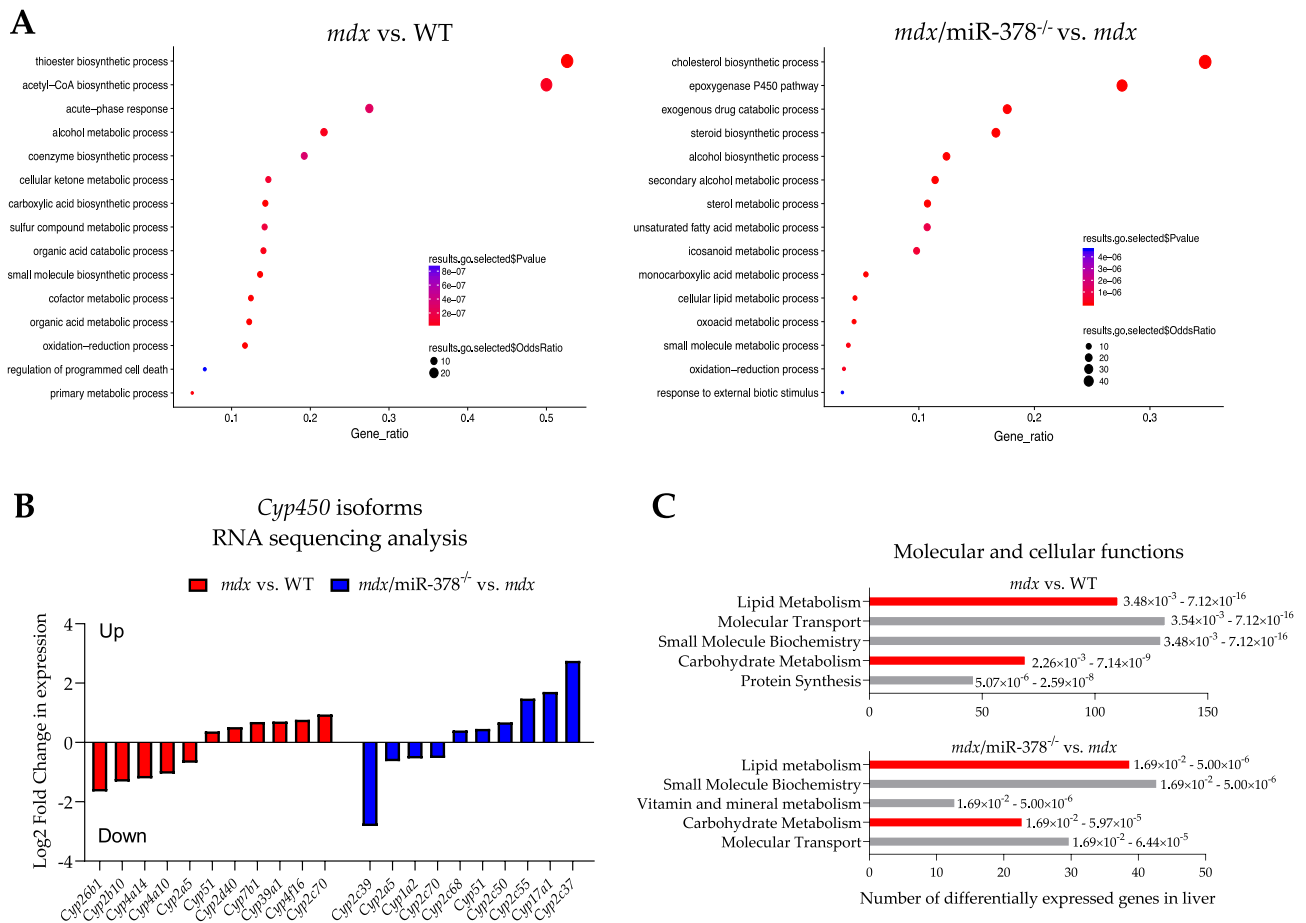 A
mdx vs. WT
thioester biosynthetic process
acetyl−CoA biosynthetic process
acute−phase response
alcohol metabolic process
coenzyme biosynthetic process
cellular ketone metabolic process
carboxylic acid biosynthetic process
sulfur compound metabolic process
organic acid catabolic process
small molecule biosynthetic process
cofactor metabolic process
organic acid metabolic process
oxidation−reduction process
regulation of programmed cell death
primary metabolic process
results.go.selected$Pvalue
8e−07
6e−07
4e−07
2e−07
results.go.selected$OddsRatio
10
20
0.1 0.2 0.3 0.4 0.5
Gene_ratio
mdx/miR-378-/- vs. mdx
cholesterol biosynthetic process
epoxygenase P450 pathway
exogenous drug catabolic process
steroid biosynthetic process
alcohol biosynthetic process
secondary alcohol metabolic process
sterol metabolic process
unsaturated fatty acid metabolic process
icosanoid metabolic process
monocarboxylic acid metabolic process
cellular lipid metabolic process
oxoacid metabolic process
small molecule metabolic process
oxidation−reduction process
response to external biotic stimulus
results.go.selected$Pvalue
4e−06
3e−06
2e−06
1e−06
results.go.selected$OddsRatio
10
20
30
40
0.1 0.2 0.3
Gene_ratio
B
Cyp450 isoforms
RNA sequencing analysis
mdx vs. WT mdx/miR-378-/- vs. mdx
Log2 Fold Change in expression
4
2
0
-2
-4
Up
Down
Cyp26b1
Cyp2b10
Cyp4a14
Cyp4a10
Cyp2a5
Cyp51
Cyp2d40
Cyp7b1
Cyp39a1
Cyp4f16
Cyp2c70
Cyp2c39
Cyp2a5
Cyp1a2
Cyp2c70
Cyp2c68
Cyp51
Cyp2c50
Cyp2c55
Cyp17a1
Cyp2c37
C
Molecular and cellular functions
mdx vs. WT
Lipid Metabolism 3.48×10-3 - 7.12×10-16
Molecular Transport 3.54×10-3 - 7.12×10-16
Small Molecule Biochemistry 3.48×10-3 - 7.12×10-16
Carbohydrate Metabolism 2.26×10-3 - 7.14×10-9
Protein Synthesis 5.07×10-6 - 2.59×10-8
0 50 100 150
mdx/miR-378-/- vs. mdx
Lipid metabolism 1.69×10-2 - 5.00×10-6
Small Molecule Biochemistry 1.69×10-2 - 5.00×10-6
Vitamin and mineral metabolism 1.69×10-2 - 5.00×10-6
Carbohydrate Metabolism 1.69×10-2 - 5.97×10-5
Molecular Transport 1.69×10-2 - 6.44×10-5
0 10 20 30 40 50
Number of differentially expressed genes in liver